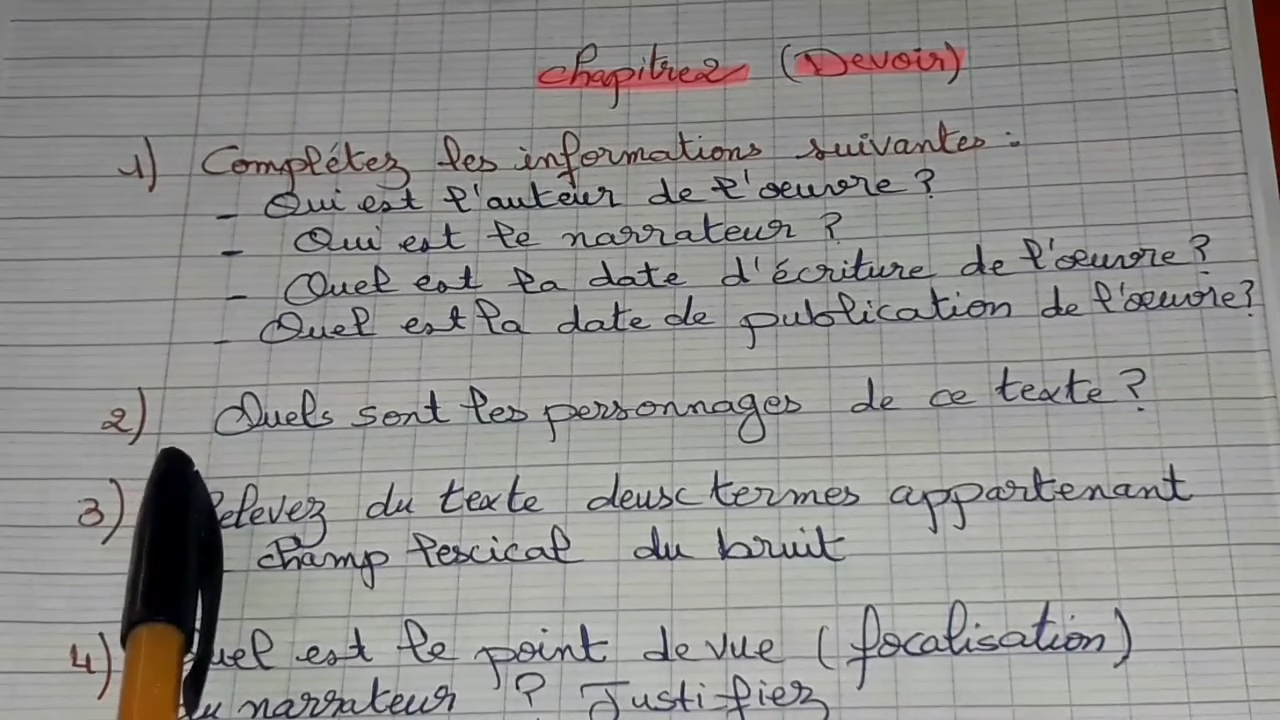 Chapitre2 (Devoir)
1) Complétez les informations suivantes :
- Qui est l'auteur de l'oeuvre ?
- Qui est le narrateur ?
- Quel est la date d'écriture de l'oeuvre ?
- Quel est la date de publication de l'oeuvre ?
2) Quels sont les personnages de ce texte ?
3) Relevez du texte deux termes appartenant
champ lexical du bruit
4) Quel est le point de vue (focalisation)
du narrateur ? Justifiez